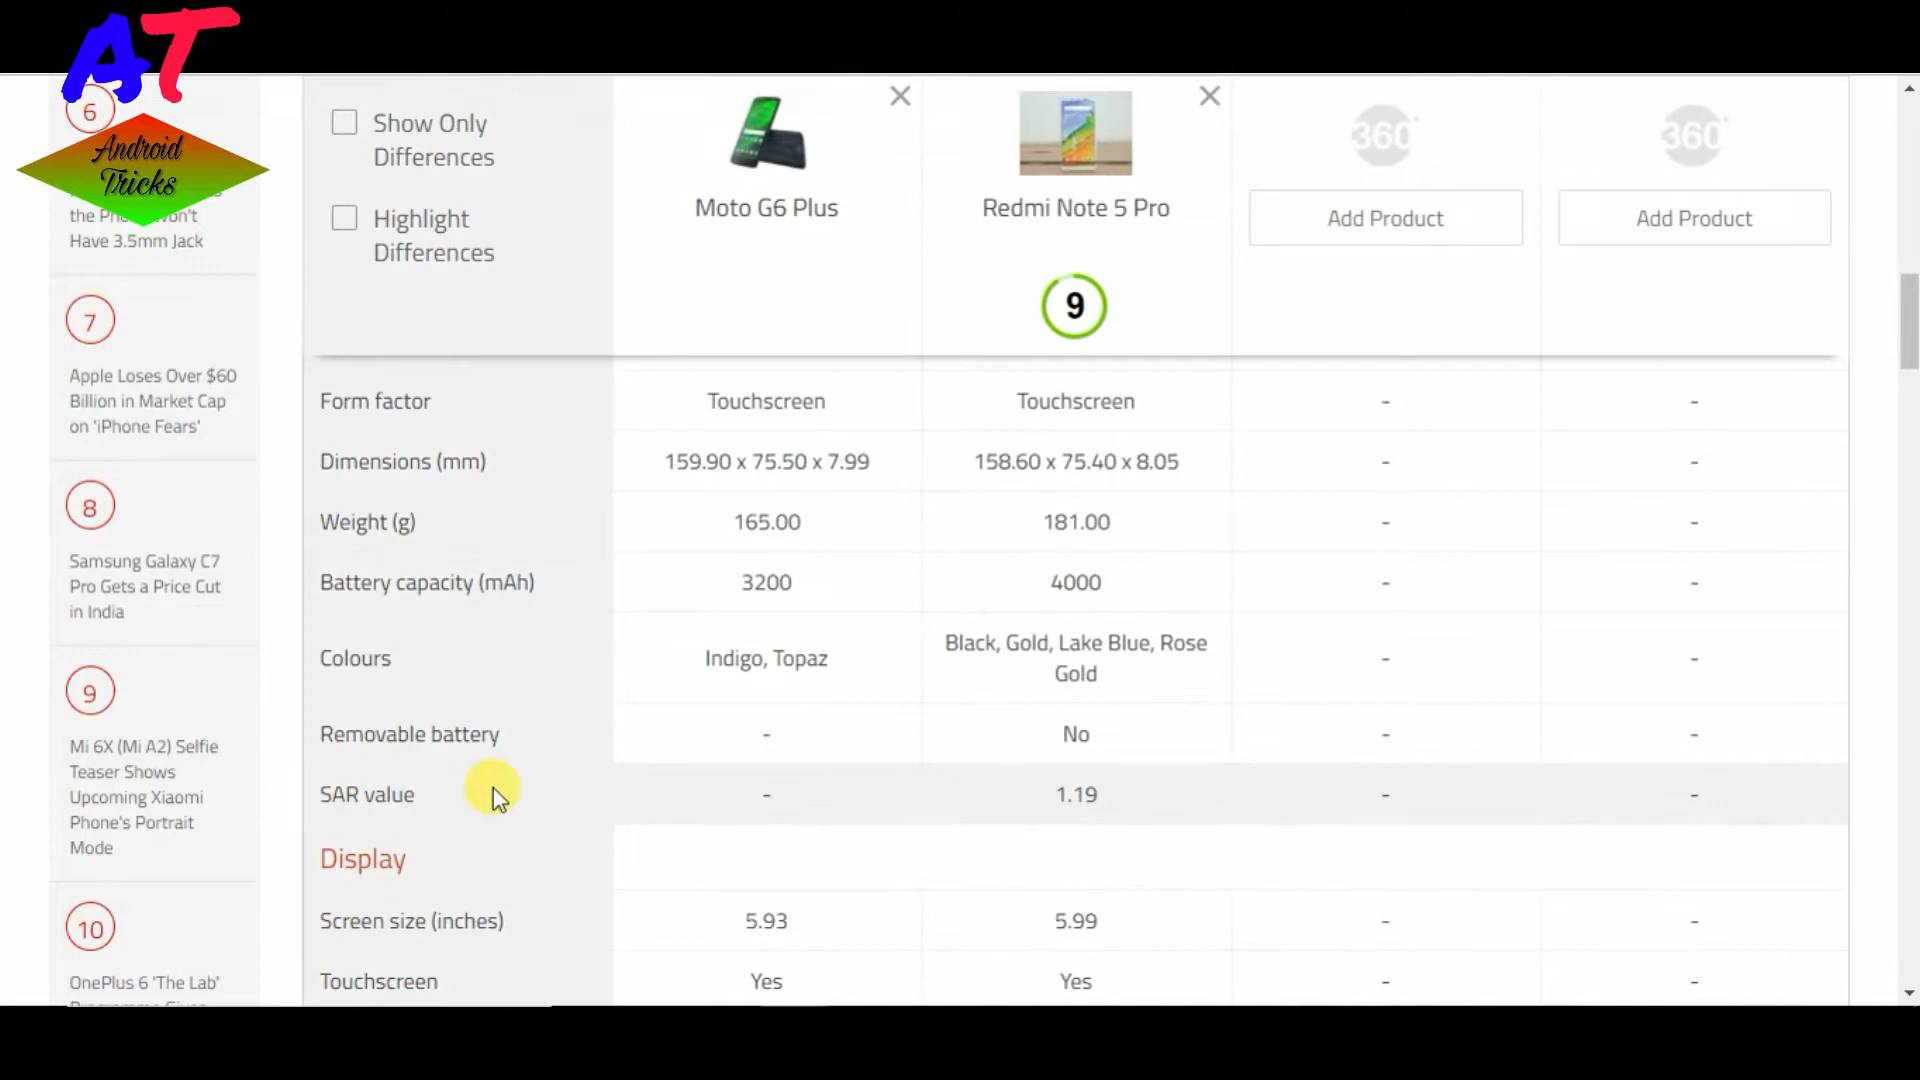 AT
Android
Tricks
6
the Ph
on't
Have 3.5mm Jack
7
Apple Loses Over $60
Billion in Market Cap
on 'iPhone Fears'
8
Samsung Galaxy C7
Pro Gets a Price Cut
in India
9
Mi 6X (Mi A2) Selfie
Teaser Shows
Upcoming Xiaomi
Phone's Portrait
Mode
10
OnePlus 6 'The Lab'
Show Only
Differences
Highlight
Differences
Moto G6 Plus
Redmi Note 5 Pro
9
360°
Add Product
360°
Add Product
Form factor Touchscreen Touchscreen - -
Dimensions (mm) 159.90 x 75.50 x 7.99 158.60 x 75.40 x 8.05 - -
Weight (g) 165.00 181.00 - -
Battery capacity (mAh) 3200 4000 - -
Colours Indigo, Topaz Black, Gold, Lake Blue, Rose
Gold - -
Removable battery - No - -
SAR value - 1.19 - -
Display
Screen size (inches) 5.93 5.99 - -
Touchscreen Yes Yes - -